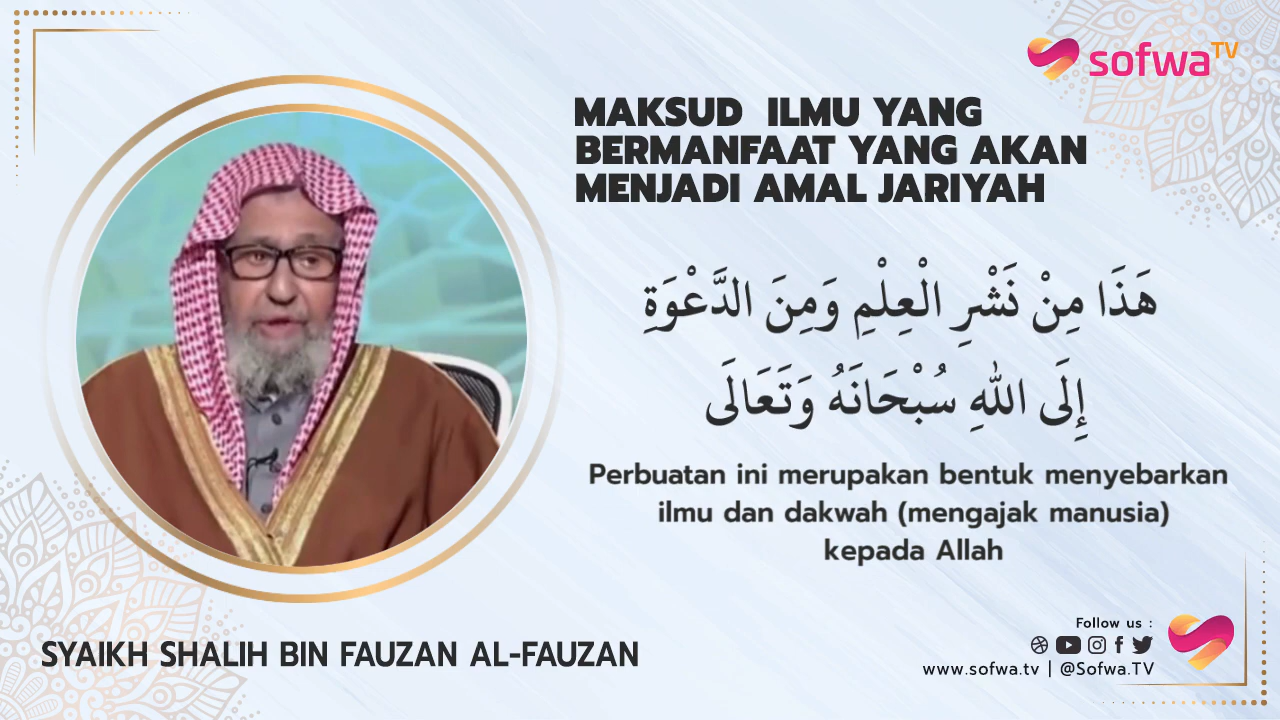 sofwa TV
MAKSUD ILMU YANG
BERMANFAAT YANG AKAN
MENJADI AMAL JARIYAH
هَذَا مِنْ نَشْرِ الْعِلْمِ وَمِنَ الدَّعْوَةِ
إِلَى اللهِ سُبْحَانَهُ وَتَعَالَى
Perbuatan ini merupakan bentuk menyebarkan
ilmu dan dakwah (mengajak manusia)
kepada Allah
SYAIKH SHALIH BIN FAUZAN AL-FAUZAN
Follow us :
www.sofwa.tv | @Sofwa.TV